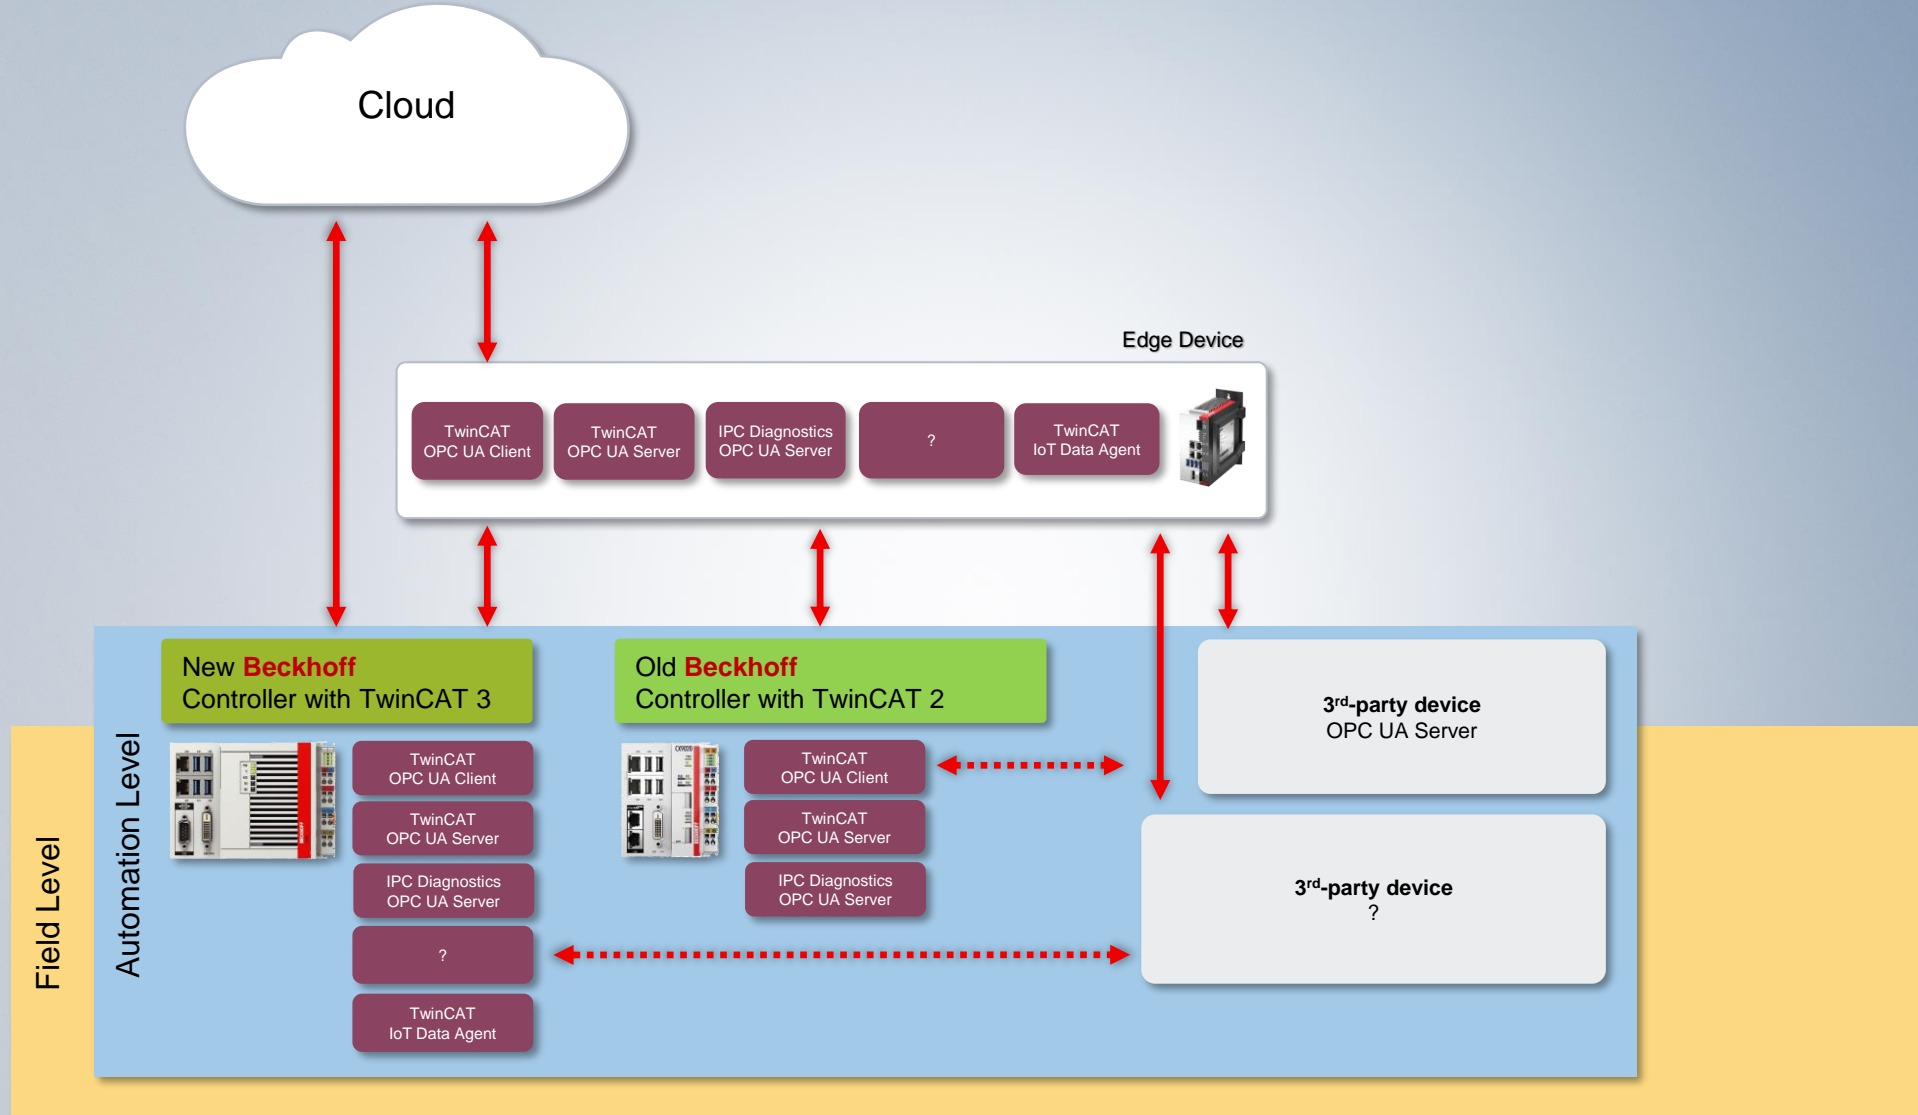 Cloud
Edge Device
TwinCAT
OPC UA Client
TwinCAT
OPC UA Server
IPC Diagnostics
OPC UA Server
?
TwinCAT
IoT Data Agent
New Beckhoff
Controller with TwinCAT 3
Old Beckhoff
Controller with TwinCAT 2
3rd-party device
OPC UA Server
TwinCAT
OPC UA Client
TwinCAT
OPC UA Server
IPC Diagnostics
OPC UA Server
?
TwinCAT
IoT Data Agent
TwinCAT
OPC UA Client
TwinCAT
OPC UA Server
IPC Diagnostics
OPC UA Server
3rd-party device
?
Automation Level
Field Level